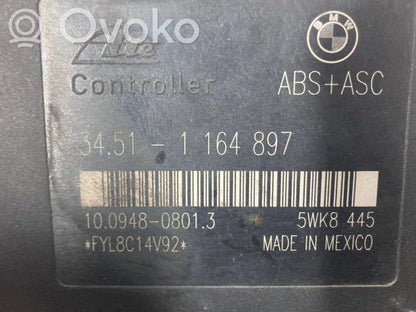 OVOKO
Ate
BMW
Controller ABS+ASC
34.51 - 1 164 897
10.0948-0801.3 5WK8 445
*FYL8C14V92* MADE IN MEXICO